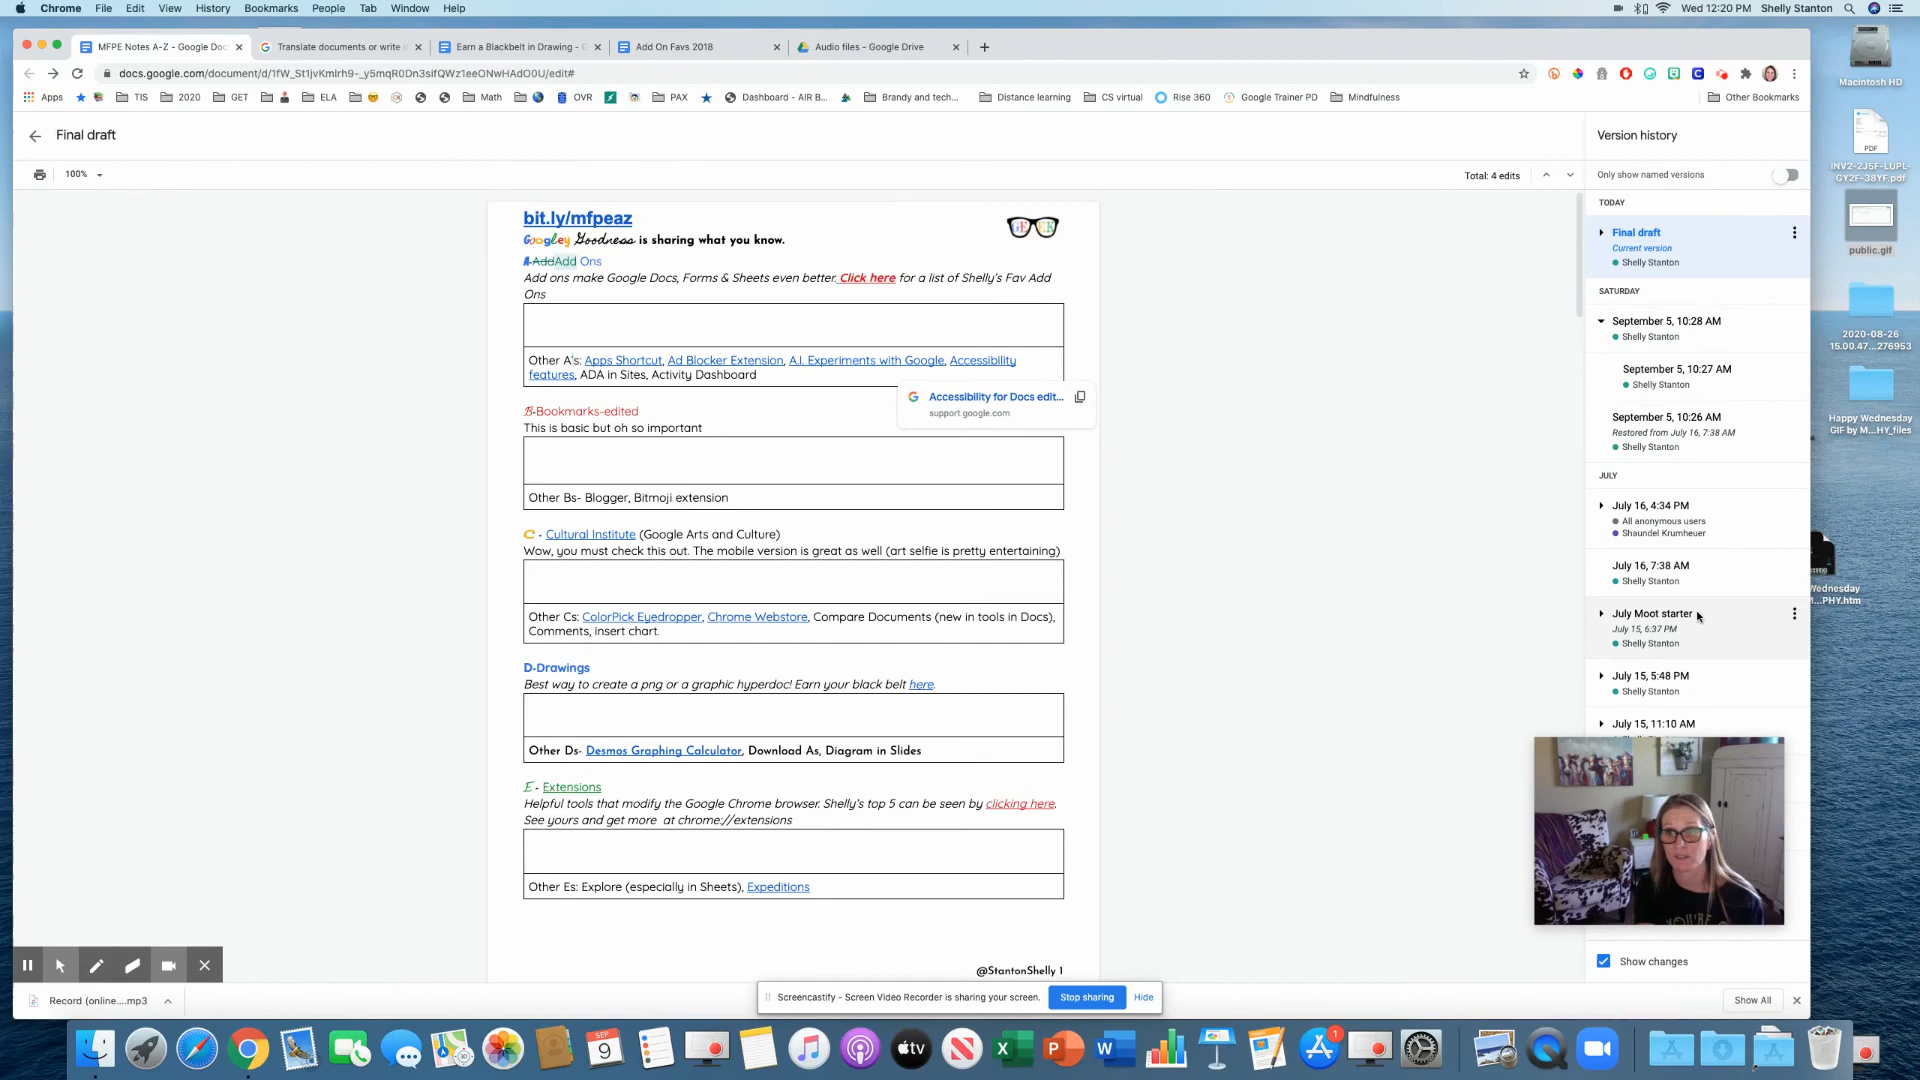 Chrome File Edit View History Bookmarks People Tab Window Help
Wed 12:20 PM Shelly Stanton
MFPE Notes A-Z - Google Doc
Translate documents or write
Earn a Blackbelt in Drawing - G
Add On Favs 2018
Audio files - Google Drive
docs.google.com/document/d/1fW_St1jvKmIrh9-_y5mqR0Dn3sifQWz1eeONwHAdO0U/edit#
Apps TIS 2020 GET ELA Math OVR PAX Dashboard - AIR B... Brandy and tech... Distance learning CS virtual Rise 360 Google Trainer PD Mindfulness Other Bookmarks
Final draft
Version history
100%
Total: 4 edits
Only show named versions
bit.ly/mfpeaz
Googley Goodness is sharing what you know.
GEEK
A-AddAdd Ons
Add ons make Google Docs, Forms & Sheets even better. Click here for a list of Shelly's Fav Add
Ons
Other A's: Apps Shortcut, Ad Blocker Extension, A.I. Experiments with Google, Accessibility
features, ADA in Sites, Activity Dashboard
Accessibility for Docs edit...
support.google.com
B-Bookmarks-edited
This is basic but oh so important
Other Bs- Blogger, Bitmoji extension
C - Cultural Institute (Google Arts and Culture)
Wow, you must check this out. The mobile version is great as well (art selfie is pretty entertaining)
Other Cs: ColorPick Eyedropper, Chrome Webstore, Compare Documents (new in tools in Docs),
Comments, insert chart.
D-Drawings
Best way to create a png or a graphic hyperdoc! Earn your black belt here.
Other Ds- Desmos Graphing Calculator, Download As, Diagram in Slides
E - Extensions
Helpful tools that modify the Google Chrome browser. Shelly's top 5 can be seen by clicking here.
See yours and get more at chrome://extensions
Other Es: Explore (especially in Sheets), Expeditions
@StantonShelly 1
TODAY
Final draft
Current version
Shelly Stanton
SATURDAY
September 5, 10:28 AM
Shelly Stanton
September 5, 10:27 AM
Shelly Stanton
September 5, 10:26 AM
Restored from July 16, 7:38 AM
Shelly Stanton
JULY
July 16, 4:34 PM
All anonymous users
Shaundel Krumheuer
July 16, 7:38 AM
Shelly Stanton
July Moot starter
July 15, 6:37 PM
Shelly Stanton
July 15, 5:48 PM
Shelly Stanton
July 15, 11:10 AM
Show changes
Macintosh HD
PDF
INV2-2J5F-LUPL-
GY2F-38YF.pdf
public.gif
2020-08-26
15.00.47...276953
Happy Wednesday
GIF by M...HY_files
Wednesday
M...PHY.htm
Record (online....mp3
Screencastify - Screen Video Recorder is sharing your screen. Stop sharing Hide
Show All
SEP
9
tv
X
P
W
1